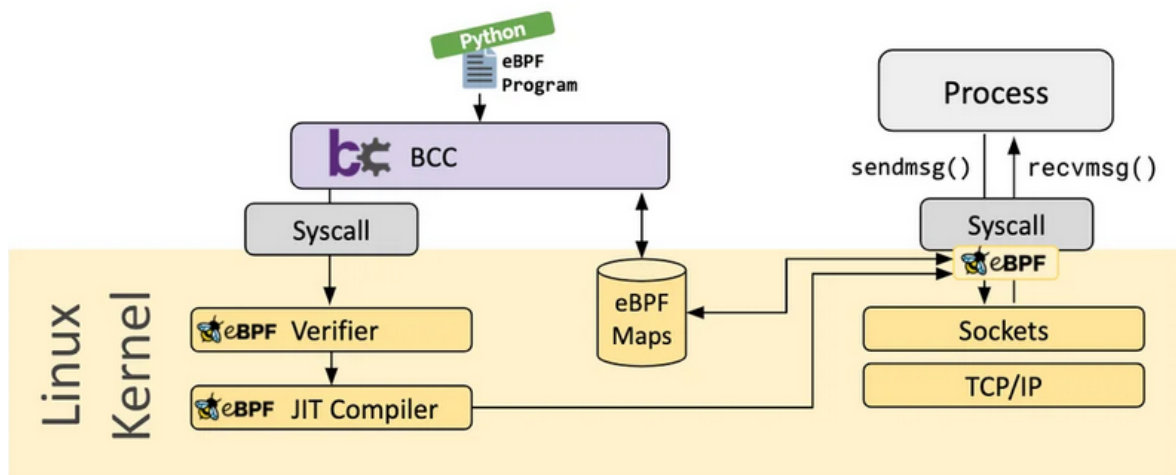 Python
eBPF
Program
bcc BCC
Process
sendmsg() recvmsg()
Syscall
Syscall
eBPF
Linux
Kernel
eBPF
Maps
eBPF Verifier
Sockets
eBPF JIT Compiler
TCP/IP